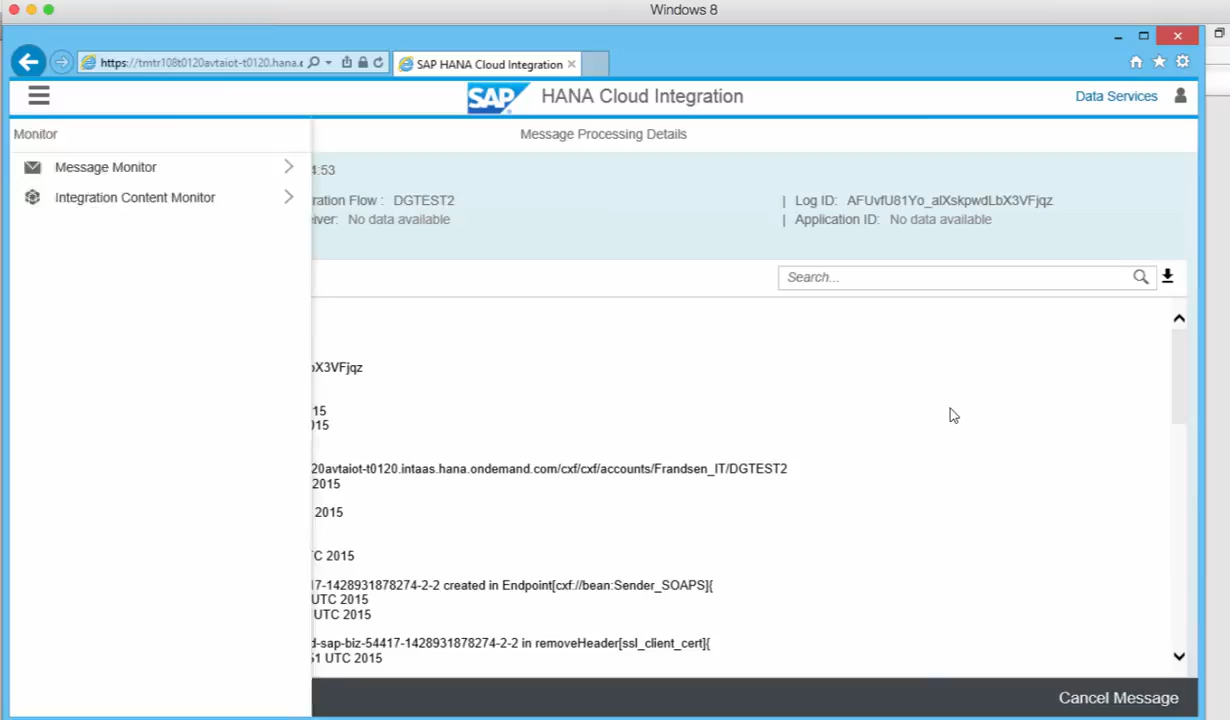 Windows 8
https://tmtr108t0120avtaiot-t0120.hana.c
SAP HANA Cloud Integration
SAP HANA Cloud Integration
Data Services
Monitor
Message Processing Details
Message Monitor
Integration Content Monitor
4:53
ration Flow : DGTEST2
| Log ID: AFUvfU81Yo_alXskpwdLbX3VFjqz
eiver: No data available
| Application ID: No data available
Search...
bX3VFjqz
15
015
20avtaiot-t0120.intaas.hana.ondemand.com/cxf/cxf/accounts/Frandsen_IT/DGTEST2
2015
2015
TC 2015
17-1428931878274-2-2 created in Endpoint[cxf://bean:Sender_SOAPS]{
UTC 2015
UTC 2015
d-sap-biz-54417-1428931878274-2-2 in removeHeader[ssl_client_cert]{
51 UTC 2015
Cancel Message